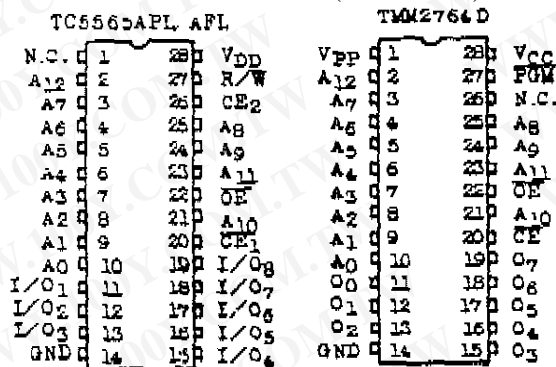 TC5565APL AFL
N.C. 1 28 VDD
A12 2 27 R/W
A7 3 26 CE2
A6 4 25 A8
A5 5 24 A9
A4 6 23 A11
A3 7 22 OE
A2 8 21 A10
A1 9 20 CE1
A0 10 19 I/O8
I/O1 11 18 I/O7
I/O2 12 17 I/O6
I/O3 13 16 I/O5
GND 14 15 I/O4
TMM2764D
VPP 1 28 VCC
A12 2 27 PGM
A7 3 26 N.C.
A6 4 25 A8
A5 5 24 A9
A4 6 23 A11
A3 7 22 OE
A2 8 21 A10
A1 9 20 CE
A0 10 19 O7
O0 11 18 O6
O1 12 17 O5
O2 13 16 O4
GND 14 15 O3